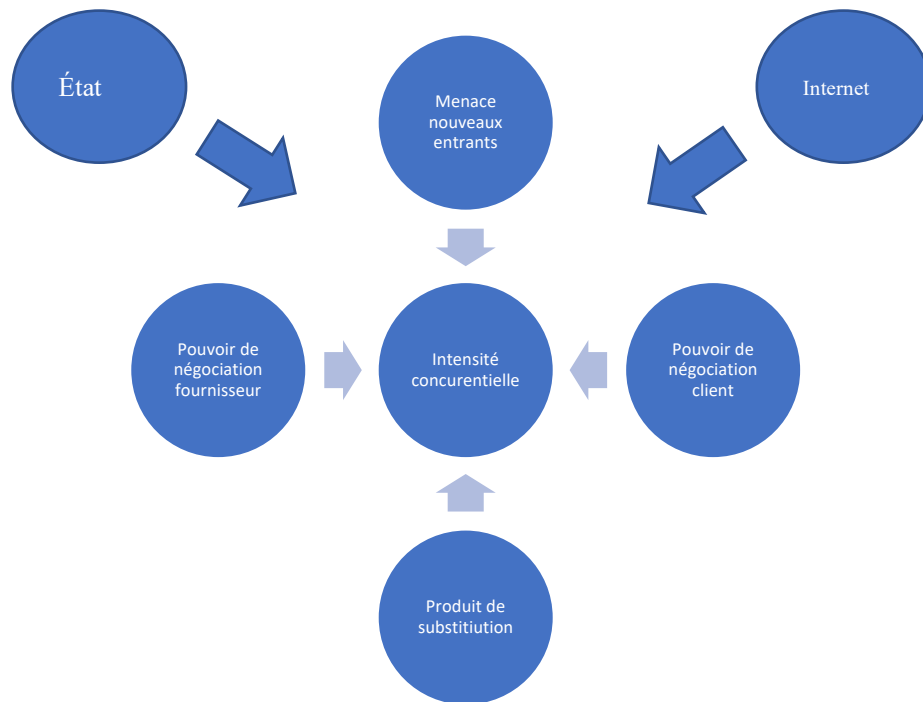 État
Internet
Menace
nouveaux
entrants
Pouvoir de
négociation
fournisseur
Intensité
concurentielle
Pouvoir de
négociation
client
Produit de
substitiution